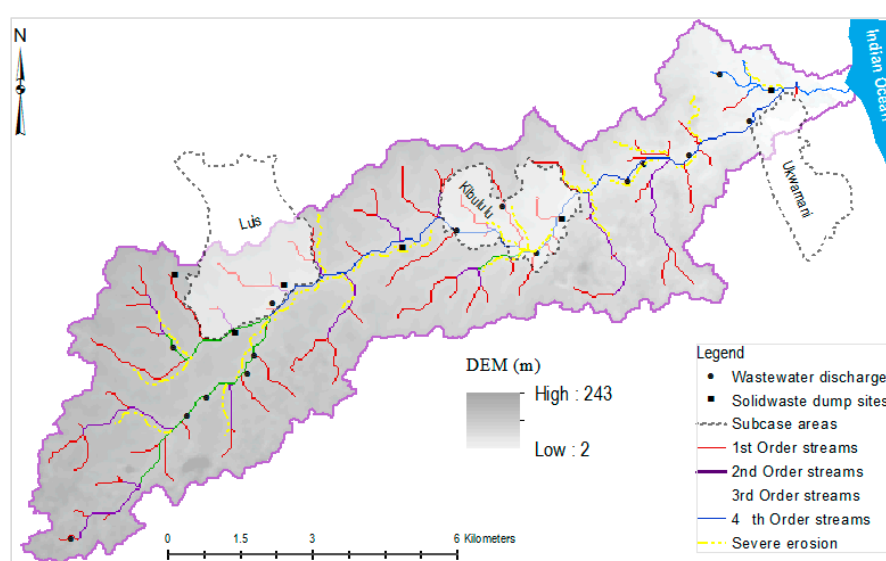 N
Indian Ocean
Ukwamani
Kibululu
Luis
DEM (m)
High : 243
Low : 2
Legend
Wastewater discharge
Solidwaste dump sites
Subcase areas
1st Order streams
2nd Order streams
3rd Order streams
4 th Order streams
Severe erosion
0 1.5 3 6 Kilometers